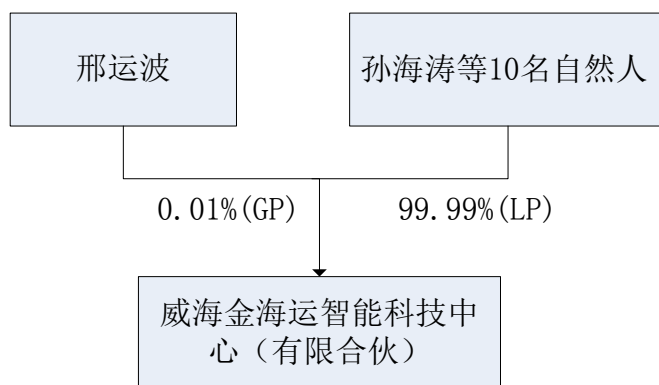 邢运波
孙海涛等10名自然人
0.01%(GP)
99.99%(LP)
威海金海运智能科技中
心（有限合伙）